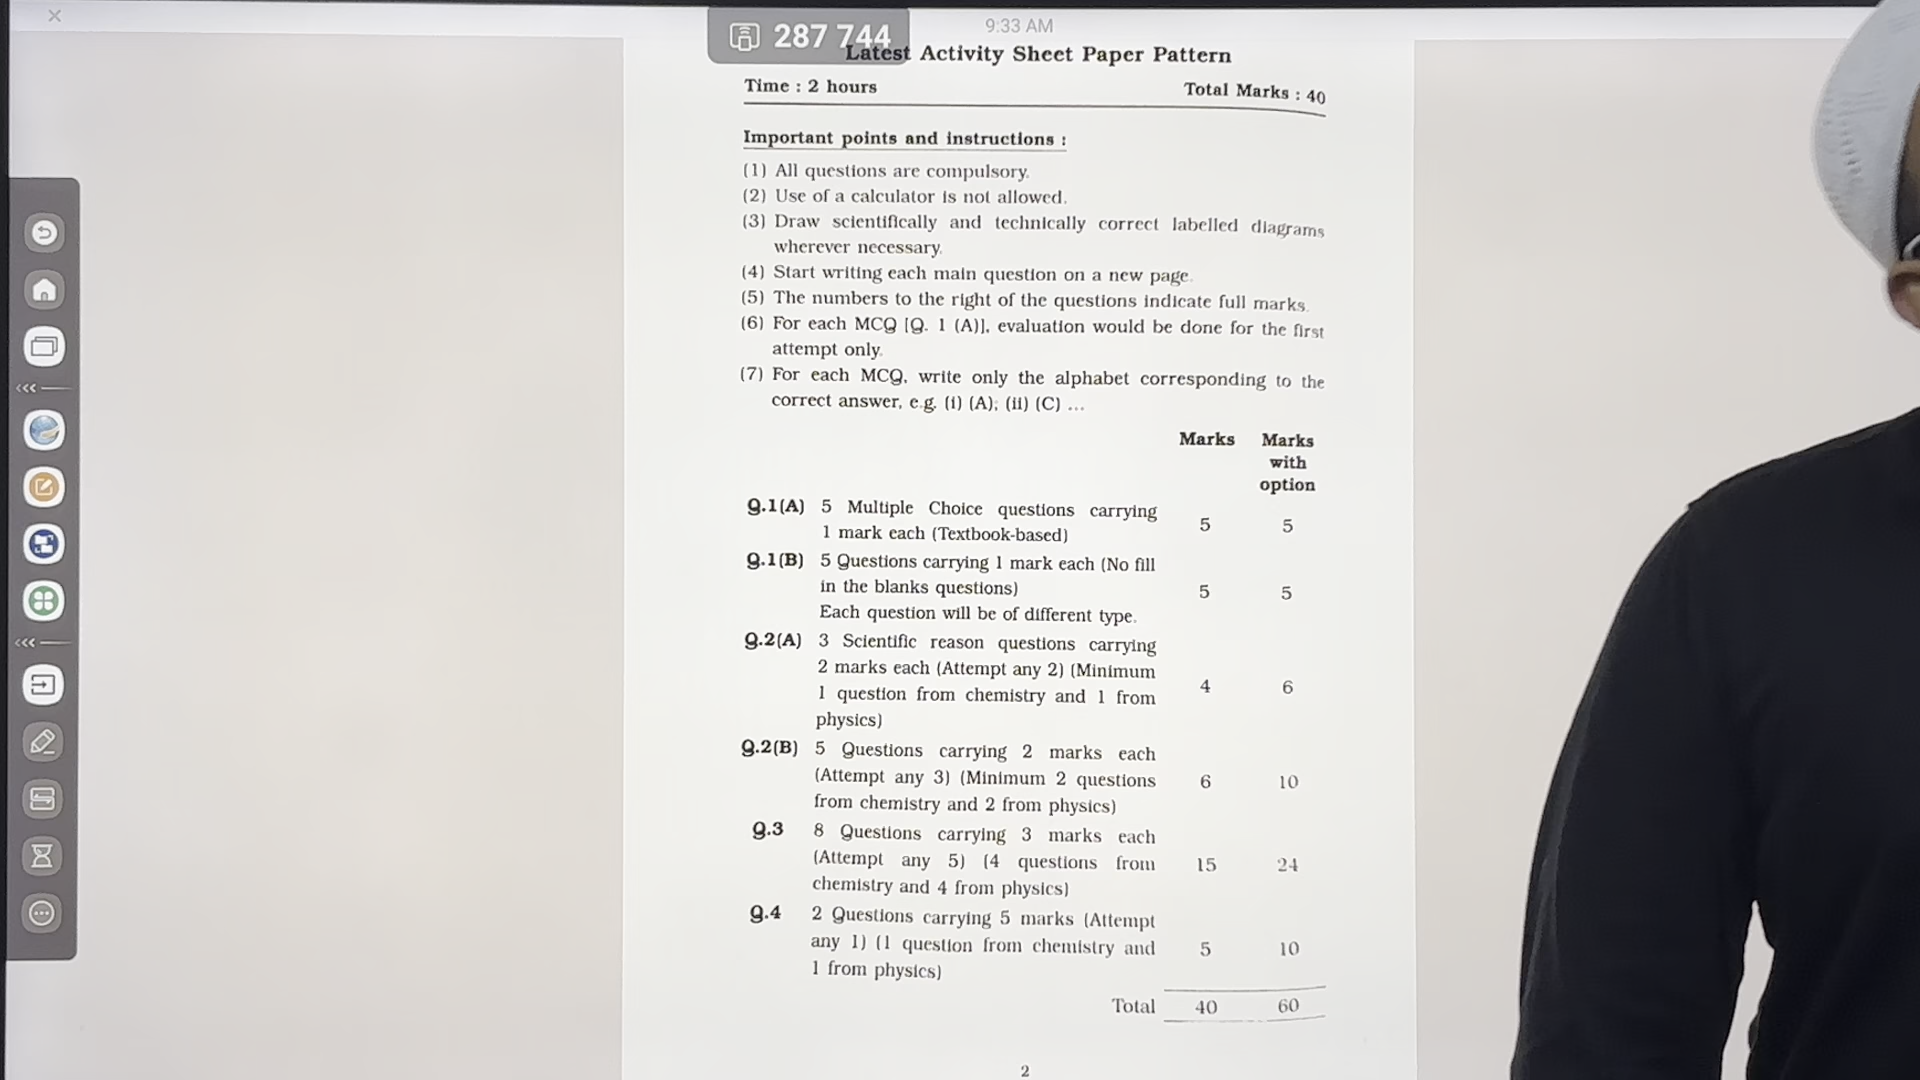 287 744
9:33 AM
Latest Activity Sheet Paper Pattern
Time : 2 hours Total Marks : 40
Important points and instructions :
(1) All questions are compulsory.
(2) Use of a calculator is not allowed.
(3) Draw scientifically and technically correct labelled diagrams
wherever necessary.
(4) Start writing each main question on a new page.
(5) The numbers to the right of the questions indicate full marks.
(6) For each MCQ [Q. 1 (A)], evaluation would be done for the first
attempt only.
(7) For each MCQ, write only the alphabet corresponding to the
correct answer, e.g. (i) (A); (ii) (C) ...
Marks Marks
with
option
Q.1(A) 5 Multiple Choice questions carrying
1 mark each (Textbook-based) 5 5
Q.1(B) 5 Questions carrying 1 mark each (No fill
in the blanks questions) 5 5
Each question will be of different type.
Q.2(A) 3 Scientific reason questions carrying
2 marks each (Attempt any 2) (Minimum
1 question from chemistry and 1 from 4 6
physics)
Q.2(B) 5 Questions carrying 2 marks each
(Attempt any 3) (Minimum 2 questions 6 10
from chemistry and 2 from physics)
Q.3 8 Questions carrying 3 marks each
(Attempt any 5) (4 questions from 15 24
chemistry and 4 from physics)
Q.4 2 Questions carrying 5 marks (Attempt
any 1) (1 question from chemistry and 5 10
1 from physics)
Total 40 60
2